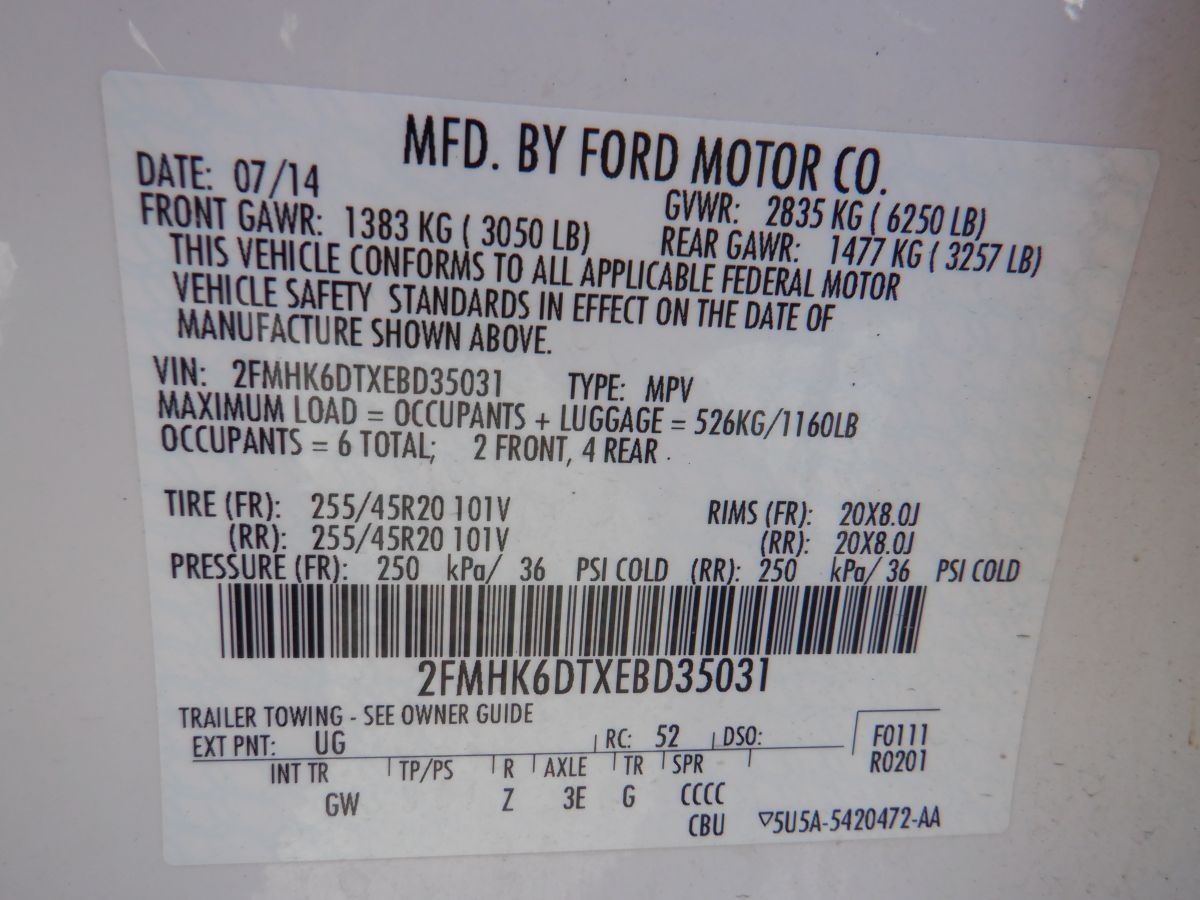 MFD. BY FORD MOTOR CO.
DATE: 07/14 GVWR: 2835 KG ( 6250 LB)
FRONT GAWR: 1383 KG ( 3050 LB) REAR GAWR: 1477 KG ( 3257 LB)
THIS VEHICLE CONFORMS TO ALL APPLICABLE FEDERAL MOTOR
VEHICLE SAFETY STANDARDS IN EFFECT ON THE DATE OF
MANUFACTURE SHOWN ABOVE.
VIN: 2FMHK6DTXEBD35031 TYPE: MPV
MAXIMUM LOAD = OCCUPANTS + LUGGAGE = 526KG/1160LB
OCCUPANTS = 6 TOTAL; 2 FRONT, 4 REAR
TIRE (FR): 255/45R20 101V RIMS (FR): 20X8.0J
(RR): 255/45R20 101V (RR): 20X8.0J
PRESSURE (FR): 250 kPa/ 36 PSI COLD (RR): 250 kPa/ 36 PSI COLD
2FMHK6DTXEBD35031
TRAILER TOWING - SEE OWNER GUIDE
EXT PNT: UG RC: 52 DSO: F0111
INT TR TP/PS R AXLE TR SPR R0201
GW Z 3E G CCCC
CBU ▽5U5A-5420472-AA